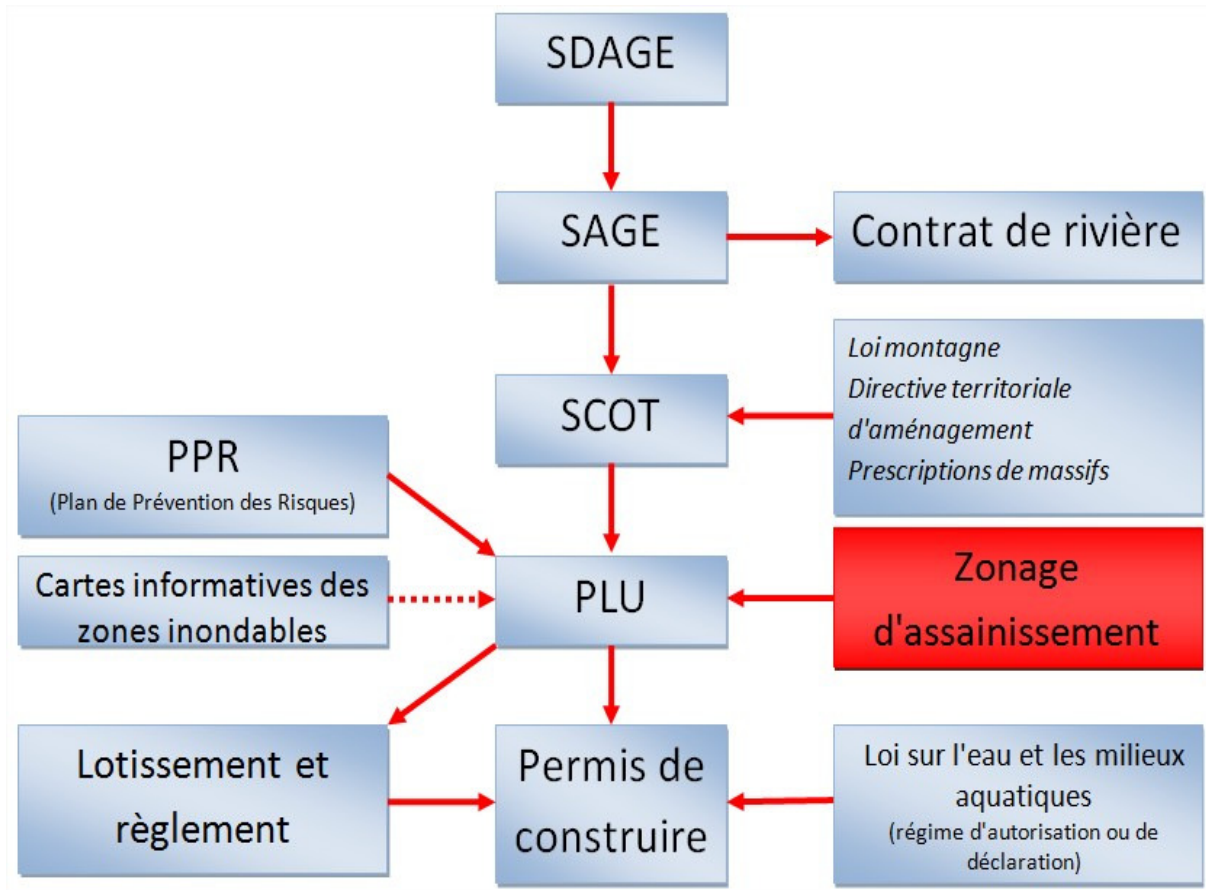 SDAGE
SAGE
Contrat de rivière
Loi montagne
Directive territoriale
d'aménagement
Prescriptions de massifs
SCOT
PPR
(Plan de Prévention des Risques)
Cartes informatives des
zones inondables
PLU
Zonage
d'assainissement
Lotissement et
règlement
Permis de
construire
Loi sur l'eau et les milieux
aquatiques
(régime d'autorisation ou de
déclaration)